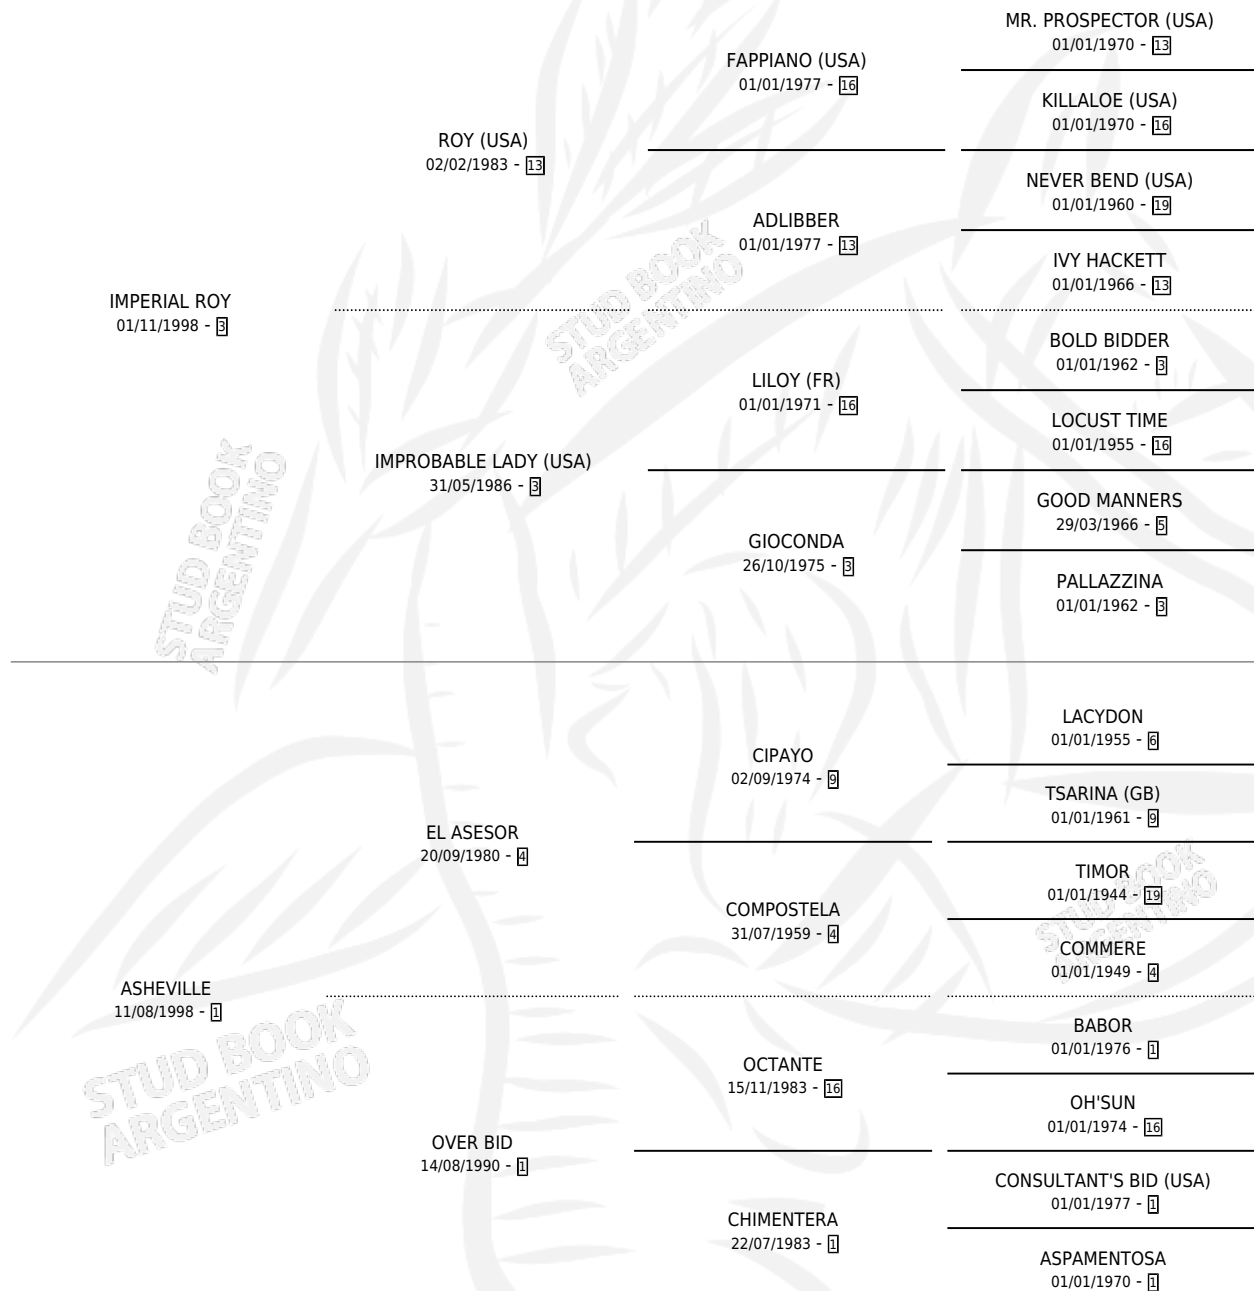 MR. PROSPECTOR (USA)
01/01/1970 - 13
FAPPIANO (USA)
01/01/1977 - 16
KILLALOE (USA)
01/01/1970 - 16
ROY (USA)
02/02/1983 - 13
NEVER BEND (USA)
01/01/1960 - 19
ADLIBBER
01/01/1977 - 13
IVY HACKETT
01/01/1966 - 13
IMPERIAL ROY
01/11/1998 - 3
BOLD BIDDER
01/01/1962 - 3
LILOY (FR)
01/01/1971 - 16
LOCUST TIME
01/01/1955 - 16
IMPROBABLE LADY (USA)
31/05/1986 - 3
GOOD MANNERS
29/03/1966 - 5
GIOCONDA
26/10/1975 - 3
PALLAZZINA
01/01/1962 - 3
LACYDON
01/01/1955 - 6
CIPAYO
02/09/1974 - 9
TSARINA (GB)
01/01/1961 - 9
EL ASESOR
20/09/1980 - 4
TIMOR
01/01/1944 - 19
COMPOSTELA
31/07/1959 - 4
COMMERE
01/01/1949 - 4
ASHEVILLE
11/08/1998 - 1
BABOR
01/01/1976 - 1
OCTANTE
15/11/1983 - 16
OH'SUN
01/01/1974 - 16
OVER BID
14/08/1990 - 1
CONSULTANT'S BID (USA)
01/01/1977 - 1
CHIMENTERA
22/07/1983 - 1
ASPAMENTOSA
01/01/1970 - 1
STUD BOOK
ARGENTINO
STUD BOOK
ARGENTINO
STUD BOOK
ARGENTINO
STUD BOOK
ARGENTINO